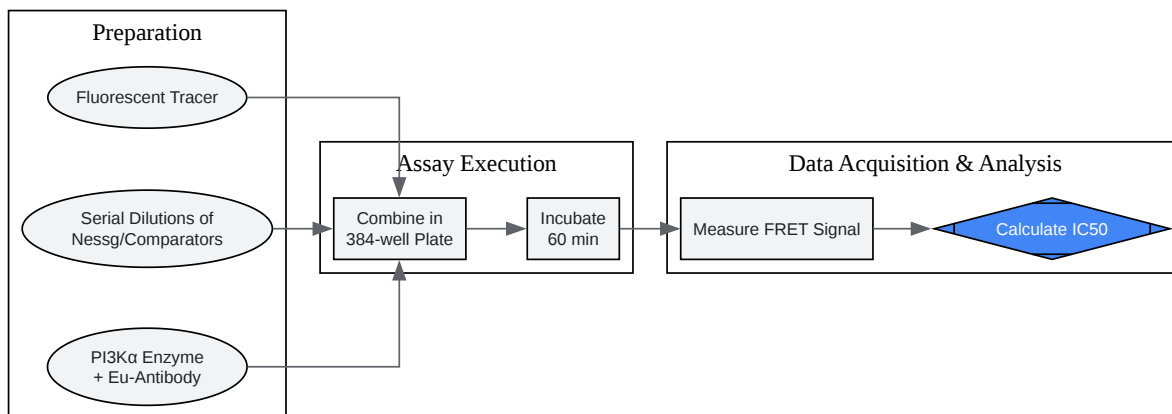 Preparation
Fluorescent Tracer
Serial Dilutions of
Nessg/Comparators
PI3Kα Enzyme
+ Eu-Antibody
Assay Execution
Combine in
384-well Plate
Incubate
60 min
Data Acquisition & Analysis
Measure FRET Signal
Calculate IC50